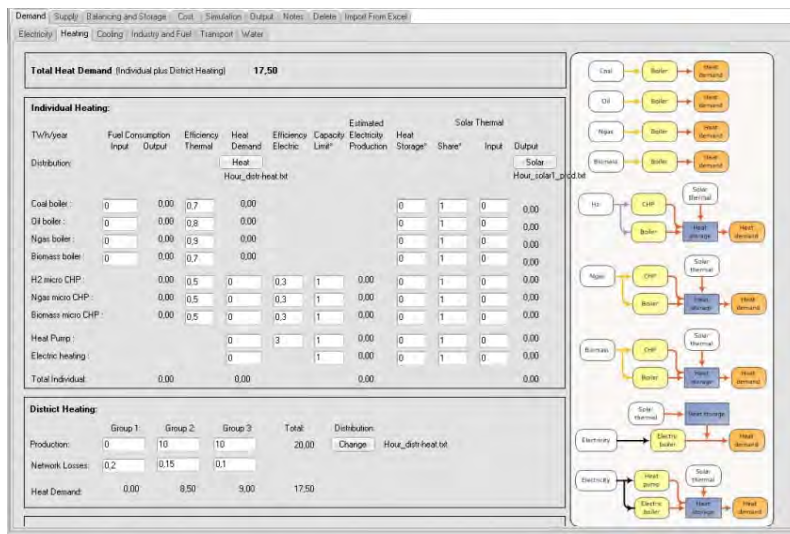 Demand Supply Balancing and Storage Cost Simulation Output Notes Delete Import From Excel
Electricity Heating Cooling Industry and Fuel Transport Water
Total Heat Demand (Individual plus District Heating) 17,50
Individual Heating:
Estimated Solar Thermal
TWh/year Fuel Consumption Efficiency Heat Efficiency Capacity Electricity Heat
Input Output Thermal Demand Electric Limit* Production Storage* Share* Input Output
Distribution: Heat Solar
Hour_distr-heat.txt Hour_solar1_prod.txt
Coal boiler : 0 0,00 0,7 0,00 0 1 0 0,00
Oil boiler : 0 0,00 0,8 0,00 0 1 0 0,00
Ngas boiler : 0 0,00 0,9 0,00 0 1 0 0,00
Biomass boiler : 0 0,00 0,7 0,00 0 1 0 0,00
H2 micro CHP : 0,00 0,5 0 0,3 1 0,00 0 1 0 0,00
Ngas micro CHP : 0,00 0,5 0 0,3 1 0,00 0 1 0 0,00
Biomass micro CHP : 0,00 0,5 0 0,3 1 0,00 0 1 0 0,00
Heat Pump : 0 3 1 0,00 0 1 0 0,00
Electric heating : 0 1 0,00 0 1 0 0,00
Total Individual: 0,00 0,00 0,00 0,00
District Heating:
Group 1: Group 2: Group 3: Total: Distribution:
Production: 0 10 10 20,00 Change Hour_distr-heat.txt
Network Losses: 0,2 0,15 0,1
Heat Demand: 0,00 8,50 9,00 17,50
Coal Boiler Heat demand
Oil Boiler Heat demand
Ngas Boiler Heat demand
Biomass Boiler Heat demand
Solar thermal
H2 CHP
Boiler Heat storage Heat demand
Solar thermal
Ngas CHP
Boiler Heat storage Heat demand
Solar thermal
Biomass CHP
Boiler Heat storage Heat demand
Solar thermal Heat storage
Electricity Electric boiler Heat demand
Electricity Heat pump Solar thermal
Electric boiler Heat storage Heat demand